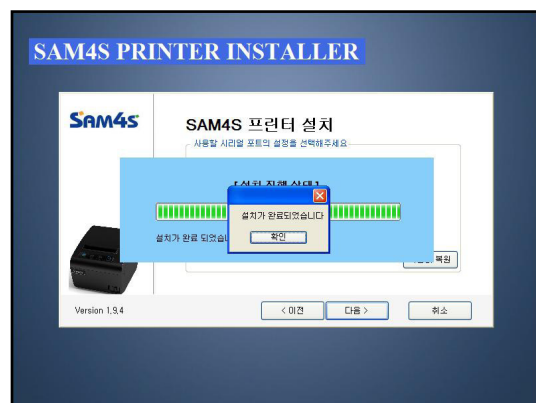 SAM4S PRINTER INSTALLER
SAM4S
SAM4S 프린터 설치
사용할 시리얼 포트의 설정을 선택해주세요
설치가 완료되었습니다
설치가 완료 되었습
확인
복원
Version 1.9.4
< 이전
다음 >
취소